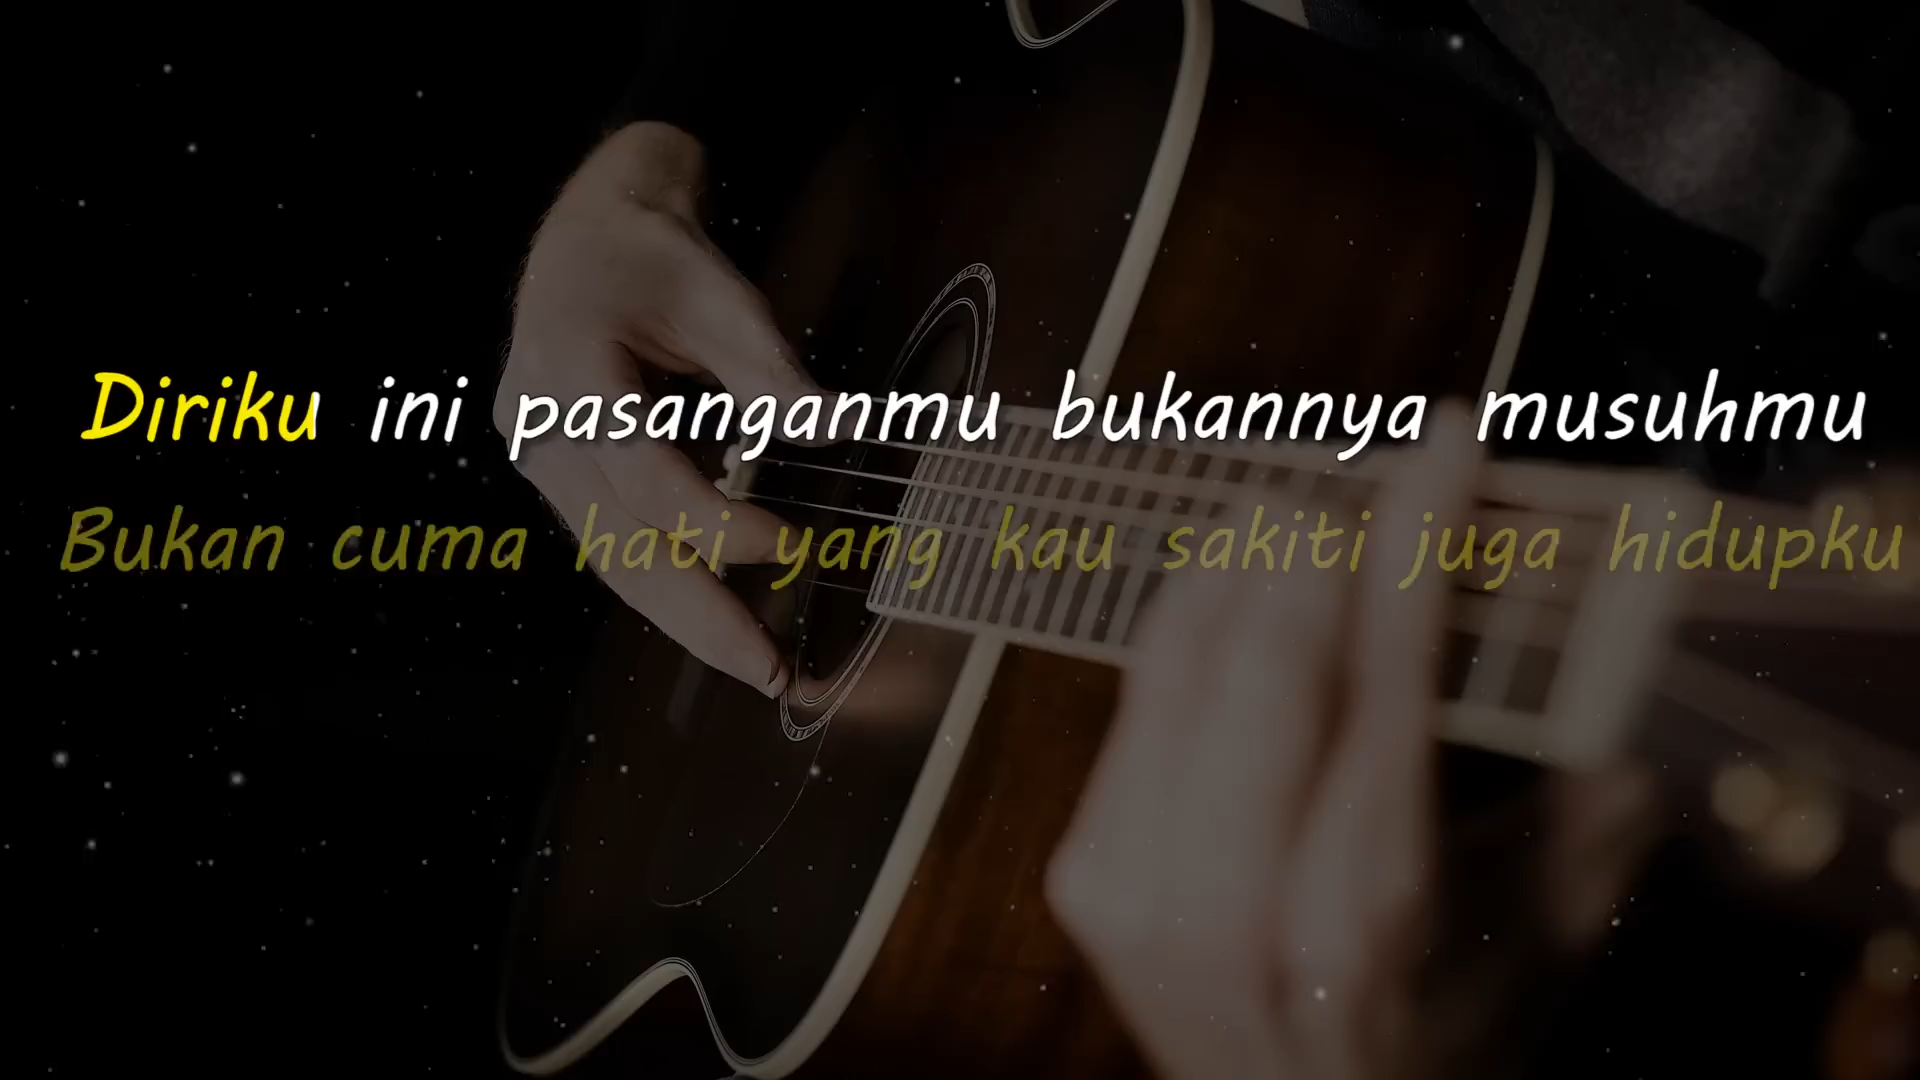 Diriku ini pasanganmu bukannya musuhmu
Bukan cuma hati yang kau sakiti juga hidupku